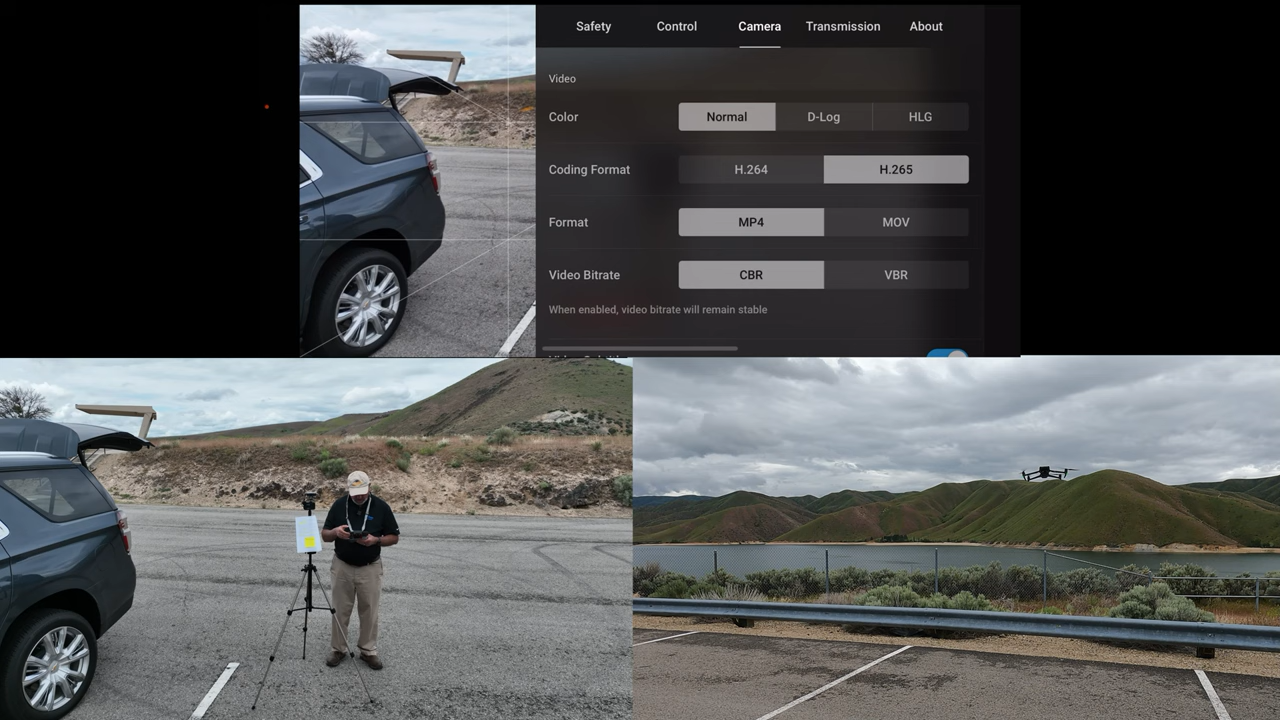 Safety Control Camera Transmission About
Video
Color Normal D-Log HLG
Coding Format H.264 H.265
Format MP4 MOV
Video Bitrate CBR VBR
When enabled, video bitrate will remain stable